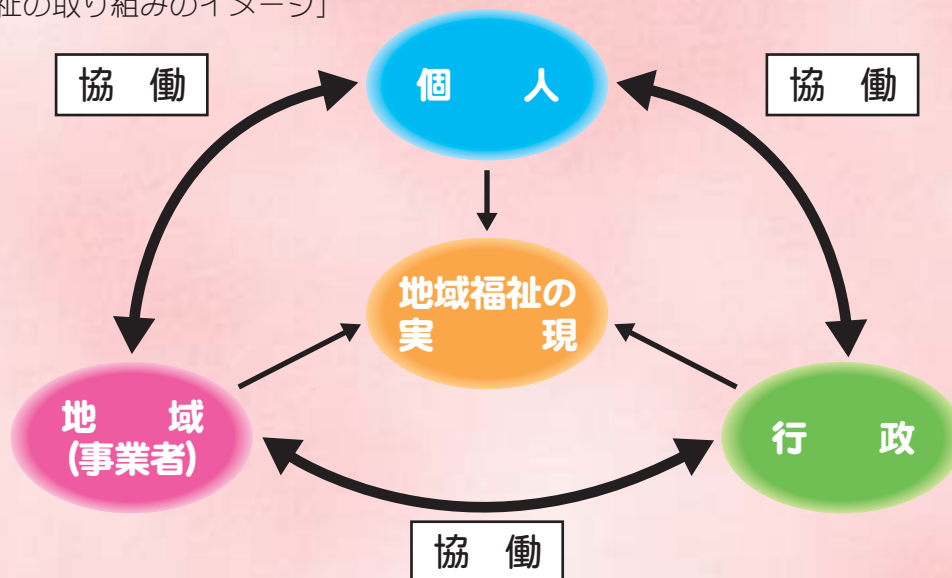 祉の取り組みのイメージ」
協 働
個 人
協 働
地域福祉の
実 現
地 域
(事業者)
行 政
協 働